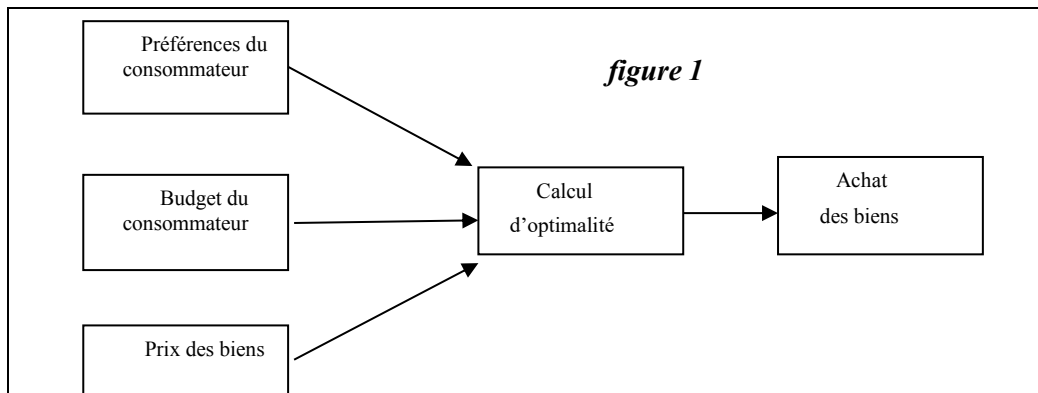 Préférences du
consommateur
figure 1
Budget du
consommateur
Calcul
d'optimalité
Achat
des biens
Prix des biens